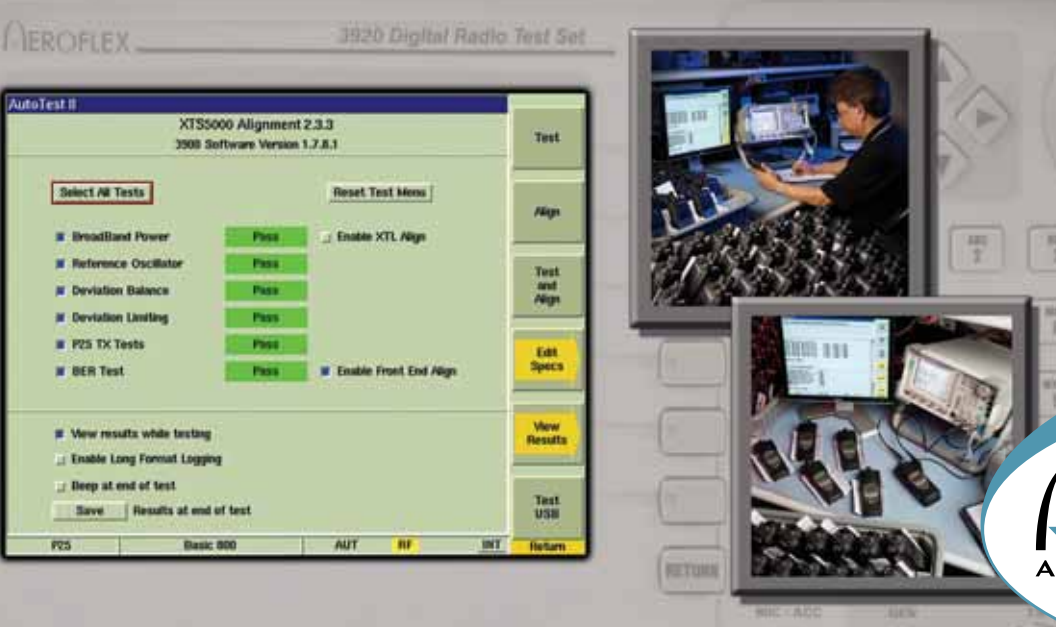 AEROFLEX
3920 Digital Radio Test Set
AutoTest II
XTS5000 Alignment 2.3.3
3900 Software Version 1.7.8.1
Select All Tests
Reset Test Menu
BroadBand Power Pass Enable XTL Align
Reference Oscillator Pass
Deviation Balance Pass
Deviation Limiting Pass
P25 TX Tests Pass
BER Test Pass Enable Front End Align
View results while testing
Enable Long Format Logging
Beep at end of test
Save Results at end of test
P25 Basic 800 AUT RF INT
Test
Align
Test
and
Align
Edit
Specs
View
Results
Test
USB
Return
RETURN
MIC / ACC
GEN